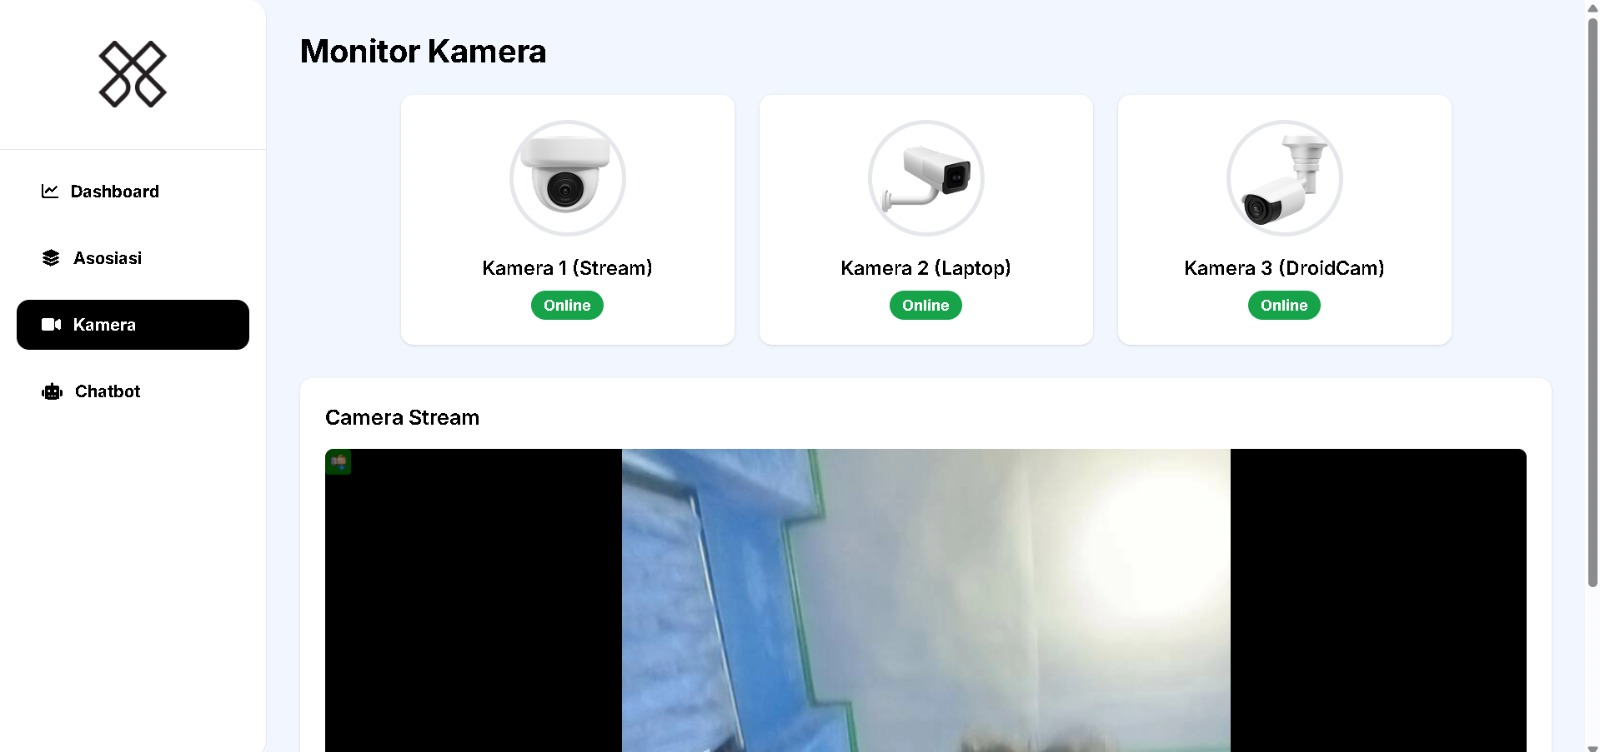 Monitor Kamera
Dashboard
Asosiasi
Kamera
Chatbot
Kamera 1 (Stream)
Online
Kamera 2 (Laptop)
Online
Kamera 3 (DroidCam)
Online
Camera Stream